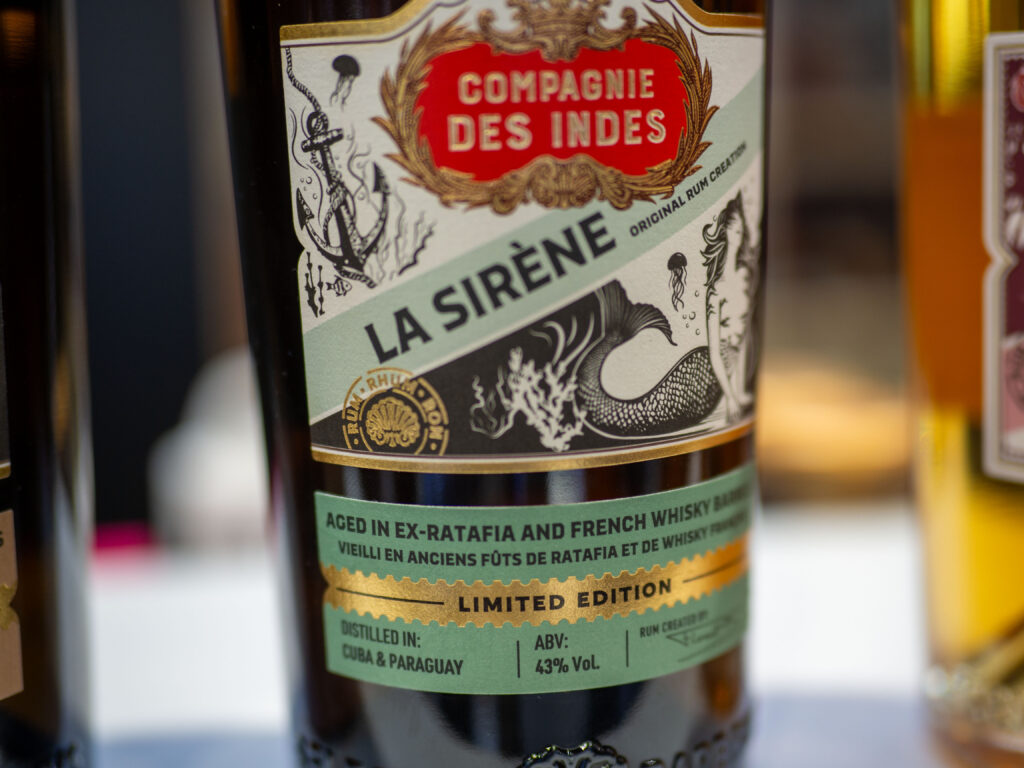 COMPAGNIE
DES INDES
ORIGINAL RUM CREATION
LA SIRÈNE
RUM • RHUM • RON
AGED IN EX-RATAFIA AND FRENCH WHISKY
VIEILLI EN ANCIENS FÛTS DE RATAFIA ET DE WHISKY
LIMITED EDITION
DISTILLED IN:
CUBA & PARAGUAY
ABV:
43% Vol.
RUM CREATED BY